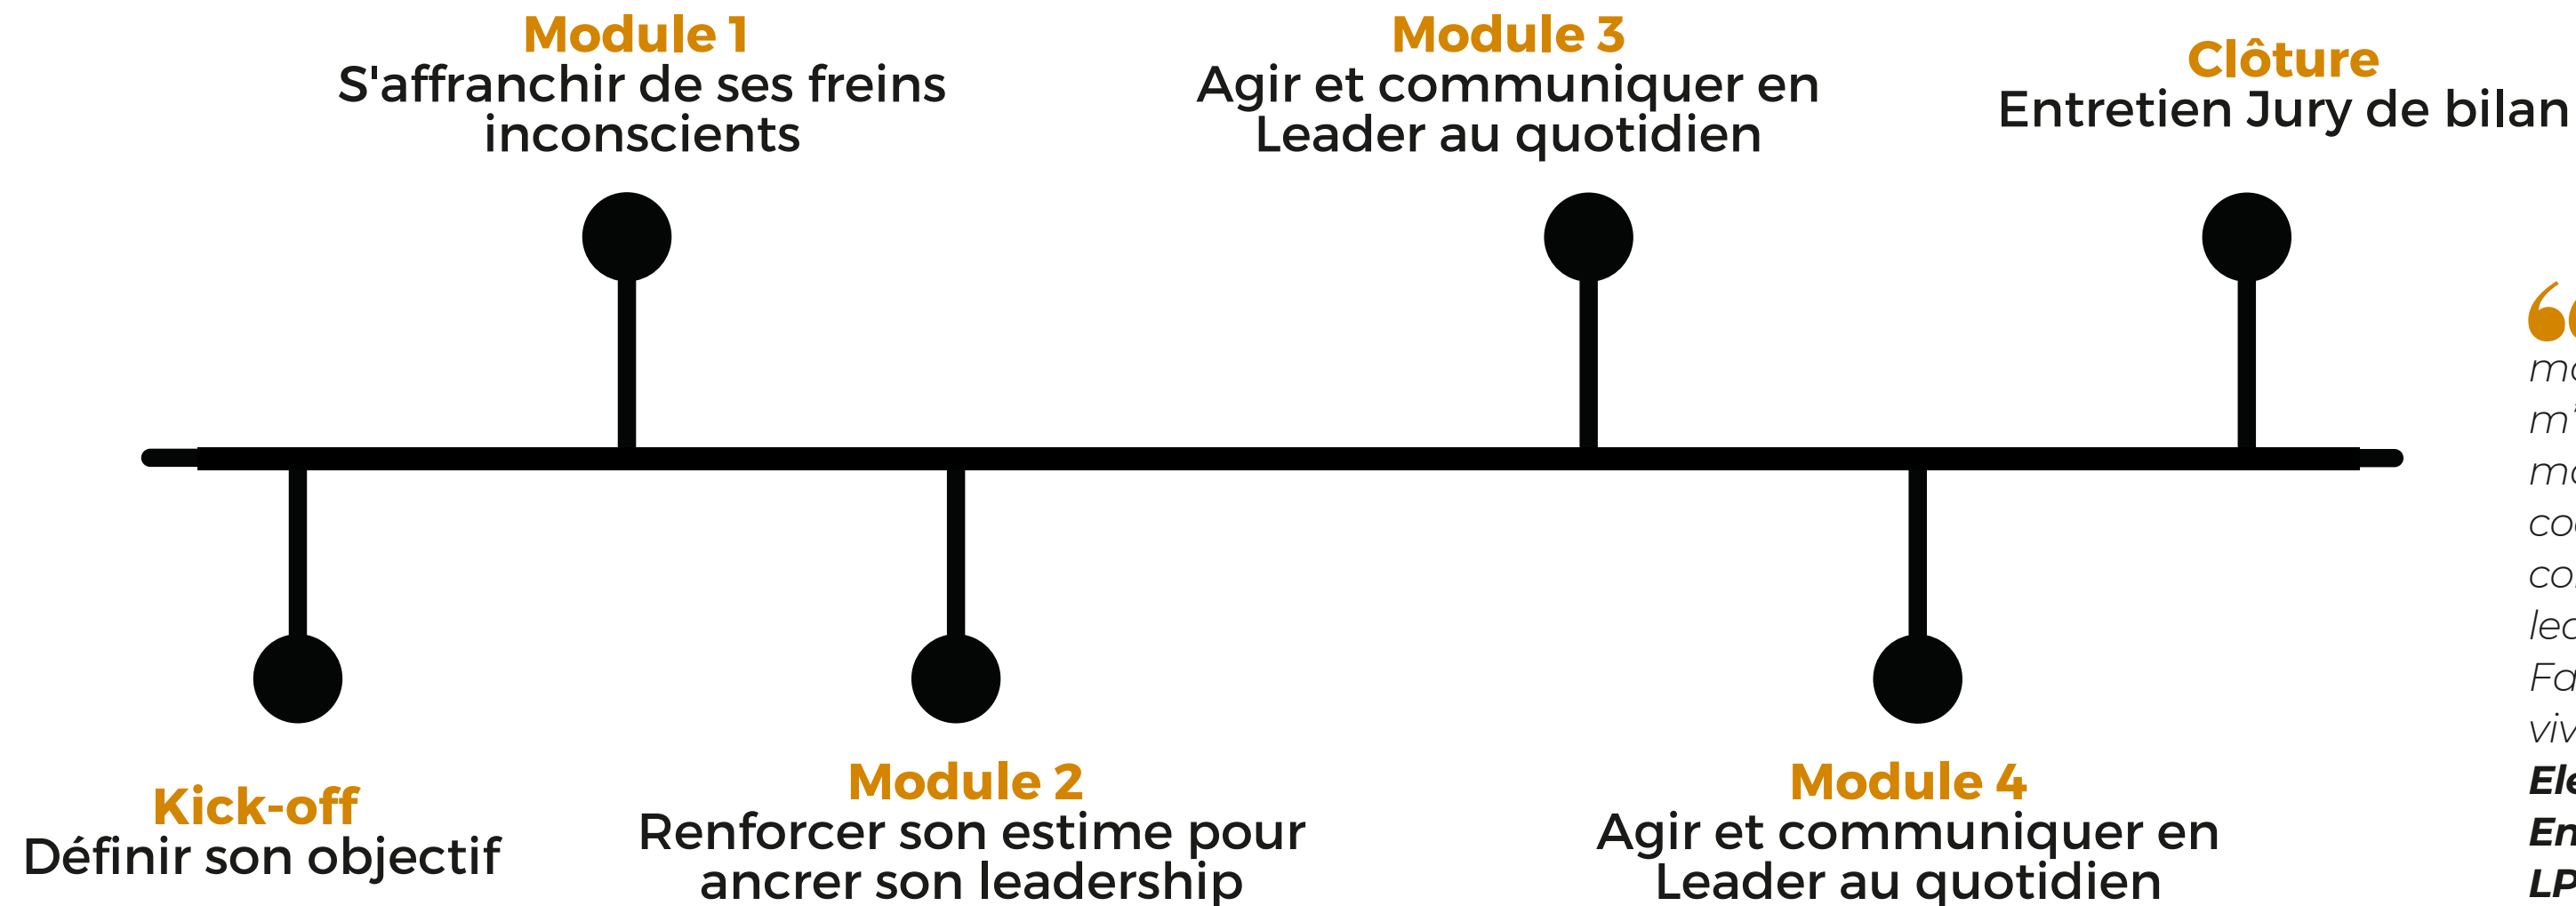 Module 1
S'affranchir de ses freins
inconscients
Module 3
Agir et communiquer en
Leader au quotidien
Clôture
Entretien Jury de bilan
Kick-off
Définir son objectif
Module 2
Renforcer son estime pour
ancrer son leadership
Module 4
Agir et communiquer en
Leader au quotidien